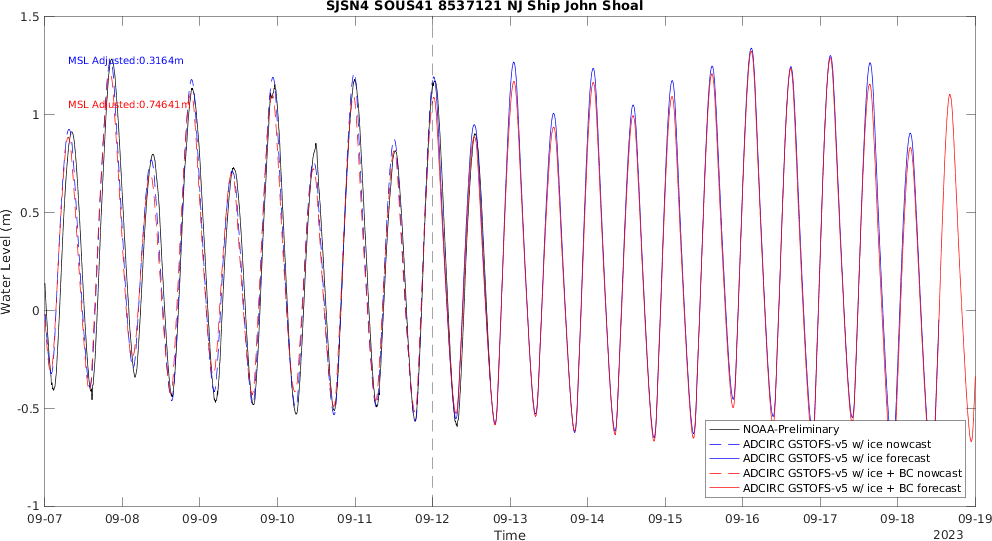 SJSN4 SOUS41 8537121 NJ Ship John Shoal
1.5
1
0.5
0
-0.5
-1
Water Level (m)
MSL Adjusted:0.3164m
MSL Adjusted:0.74641m
NOAA-Preliminary
ADCIRC GSTOFS-v5 w/ ice nowcast
ADCIRC GSTOFS-v5 w/ ice forecast
ADCIRC GSTOFS-v5 w/ ice + BC nowcast
ADCIRC GSTOFS-v5 w/ ice + BC forecast
09-07 09-08 09-09 09-10 09-11 09-12 09-13 09-14 09-15 09-16 09-17 09-18 09-19
Time
2023